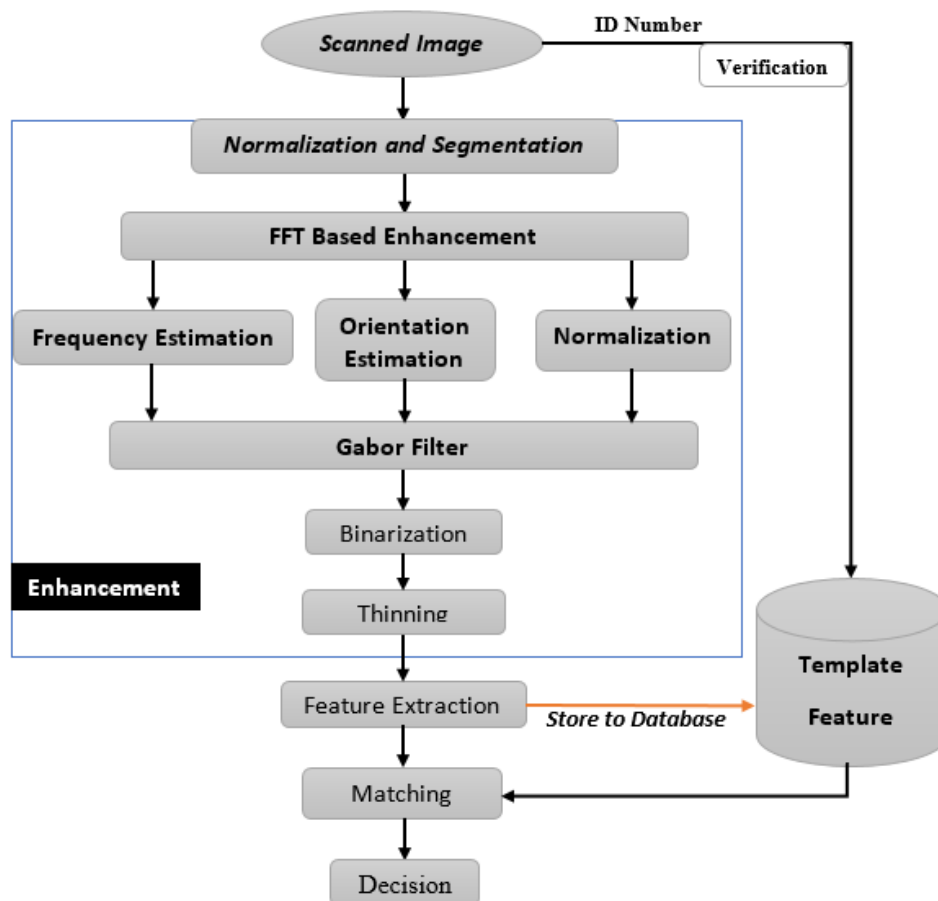 Scanned Image
ID Number
Verification
Normalization and Segmentation
FFT Based Enhancement
Frequency Estimation
Orientation
Estimation
Normalization
Gabor Filter
Binarization
Enhancement
Thinning
Template
Feature
Feature Extraction
Store to Database
Matching
Decision